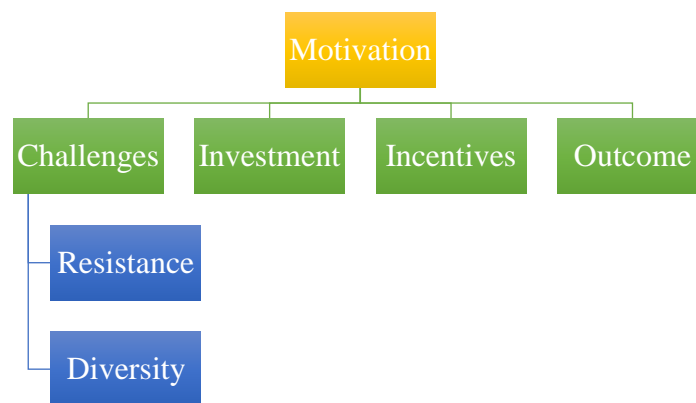 Motivation
Challenges
Investment
Incentives
Outcome
Resistance
Diversity